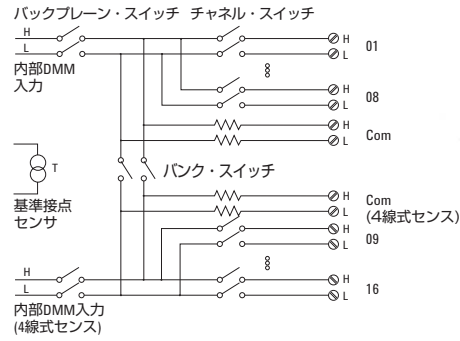 バックプレーン・スイッチ チャネル・スイッチ
H
L
内部DMM
入力
H
L
01
H
L
08
H
L
Com
T
基準接点
センサ
バンク・スイッチ
H
L
Com
(4線式センス)
H
L
09
H
L
16
H
L
内部DMM入力
(4線式センス)